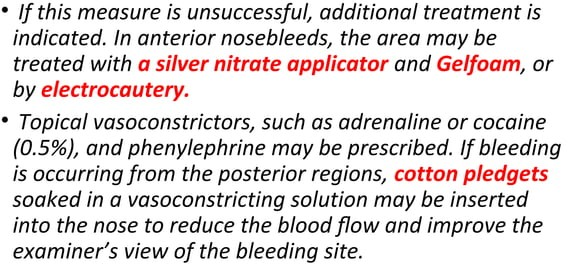 • If this measure is unsuccessful, additional treatment is
indicated. In anterior nosebleeds, the area may be
treated with a silver nitrate applicator and Gelfoam, or
by electrocautery.
• Topical vasoconstrictors, such as adrenaline or cocaine
(0.5%), and phenylephrine may be prescribed. If bleeding
is occurring from the posterior regions, cotton pledgets
soaked in a vasoconstricting solution may be inserted
into the nose to reduce the blood flow and improve the
examiner’s view of the bleeding site.